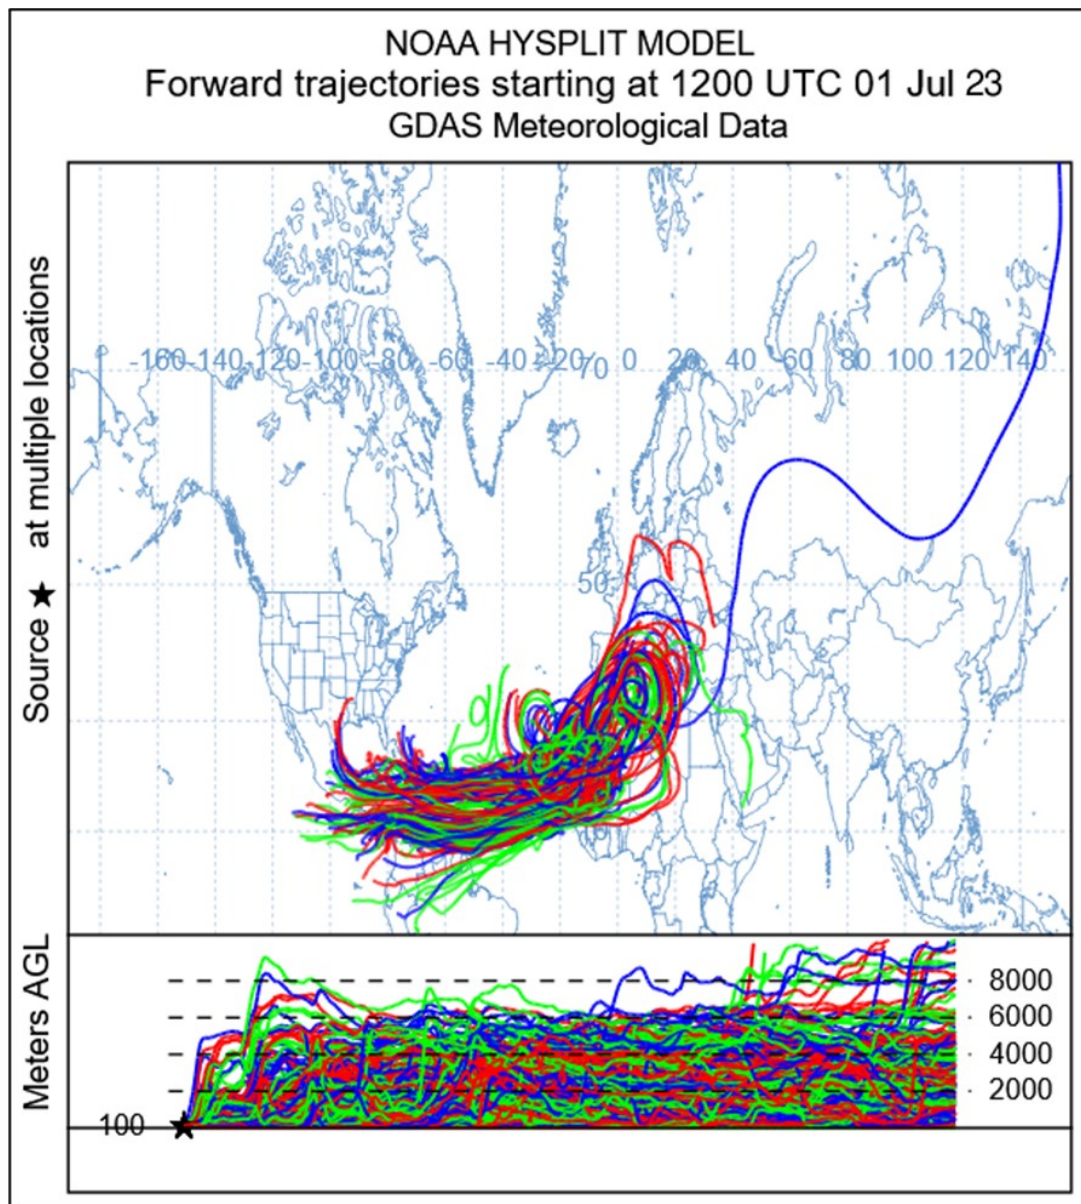 NOAA HYSPLIT MODEL
Forward trajectories starting at 1200 UTC 01 Jul 23
GDAS Meteorological Data
Source ★ at multiple locations
-160 -140 -120 -100 -80 -60 -40 -20 0 20 40 60 80 100 120 140
70
50
Meters AGL
8000
6000
4000
2000
100